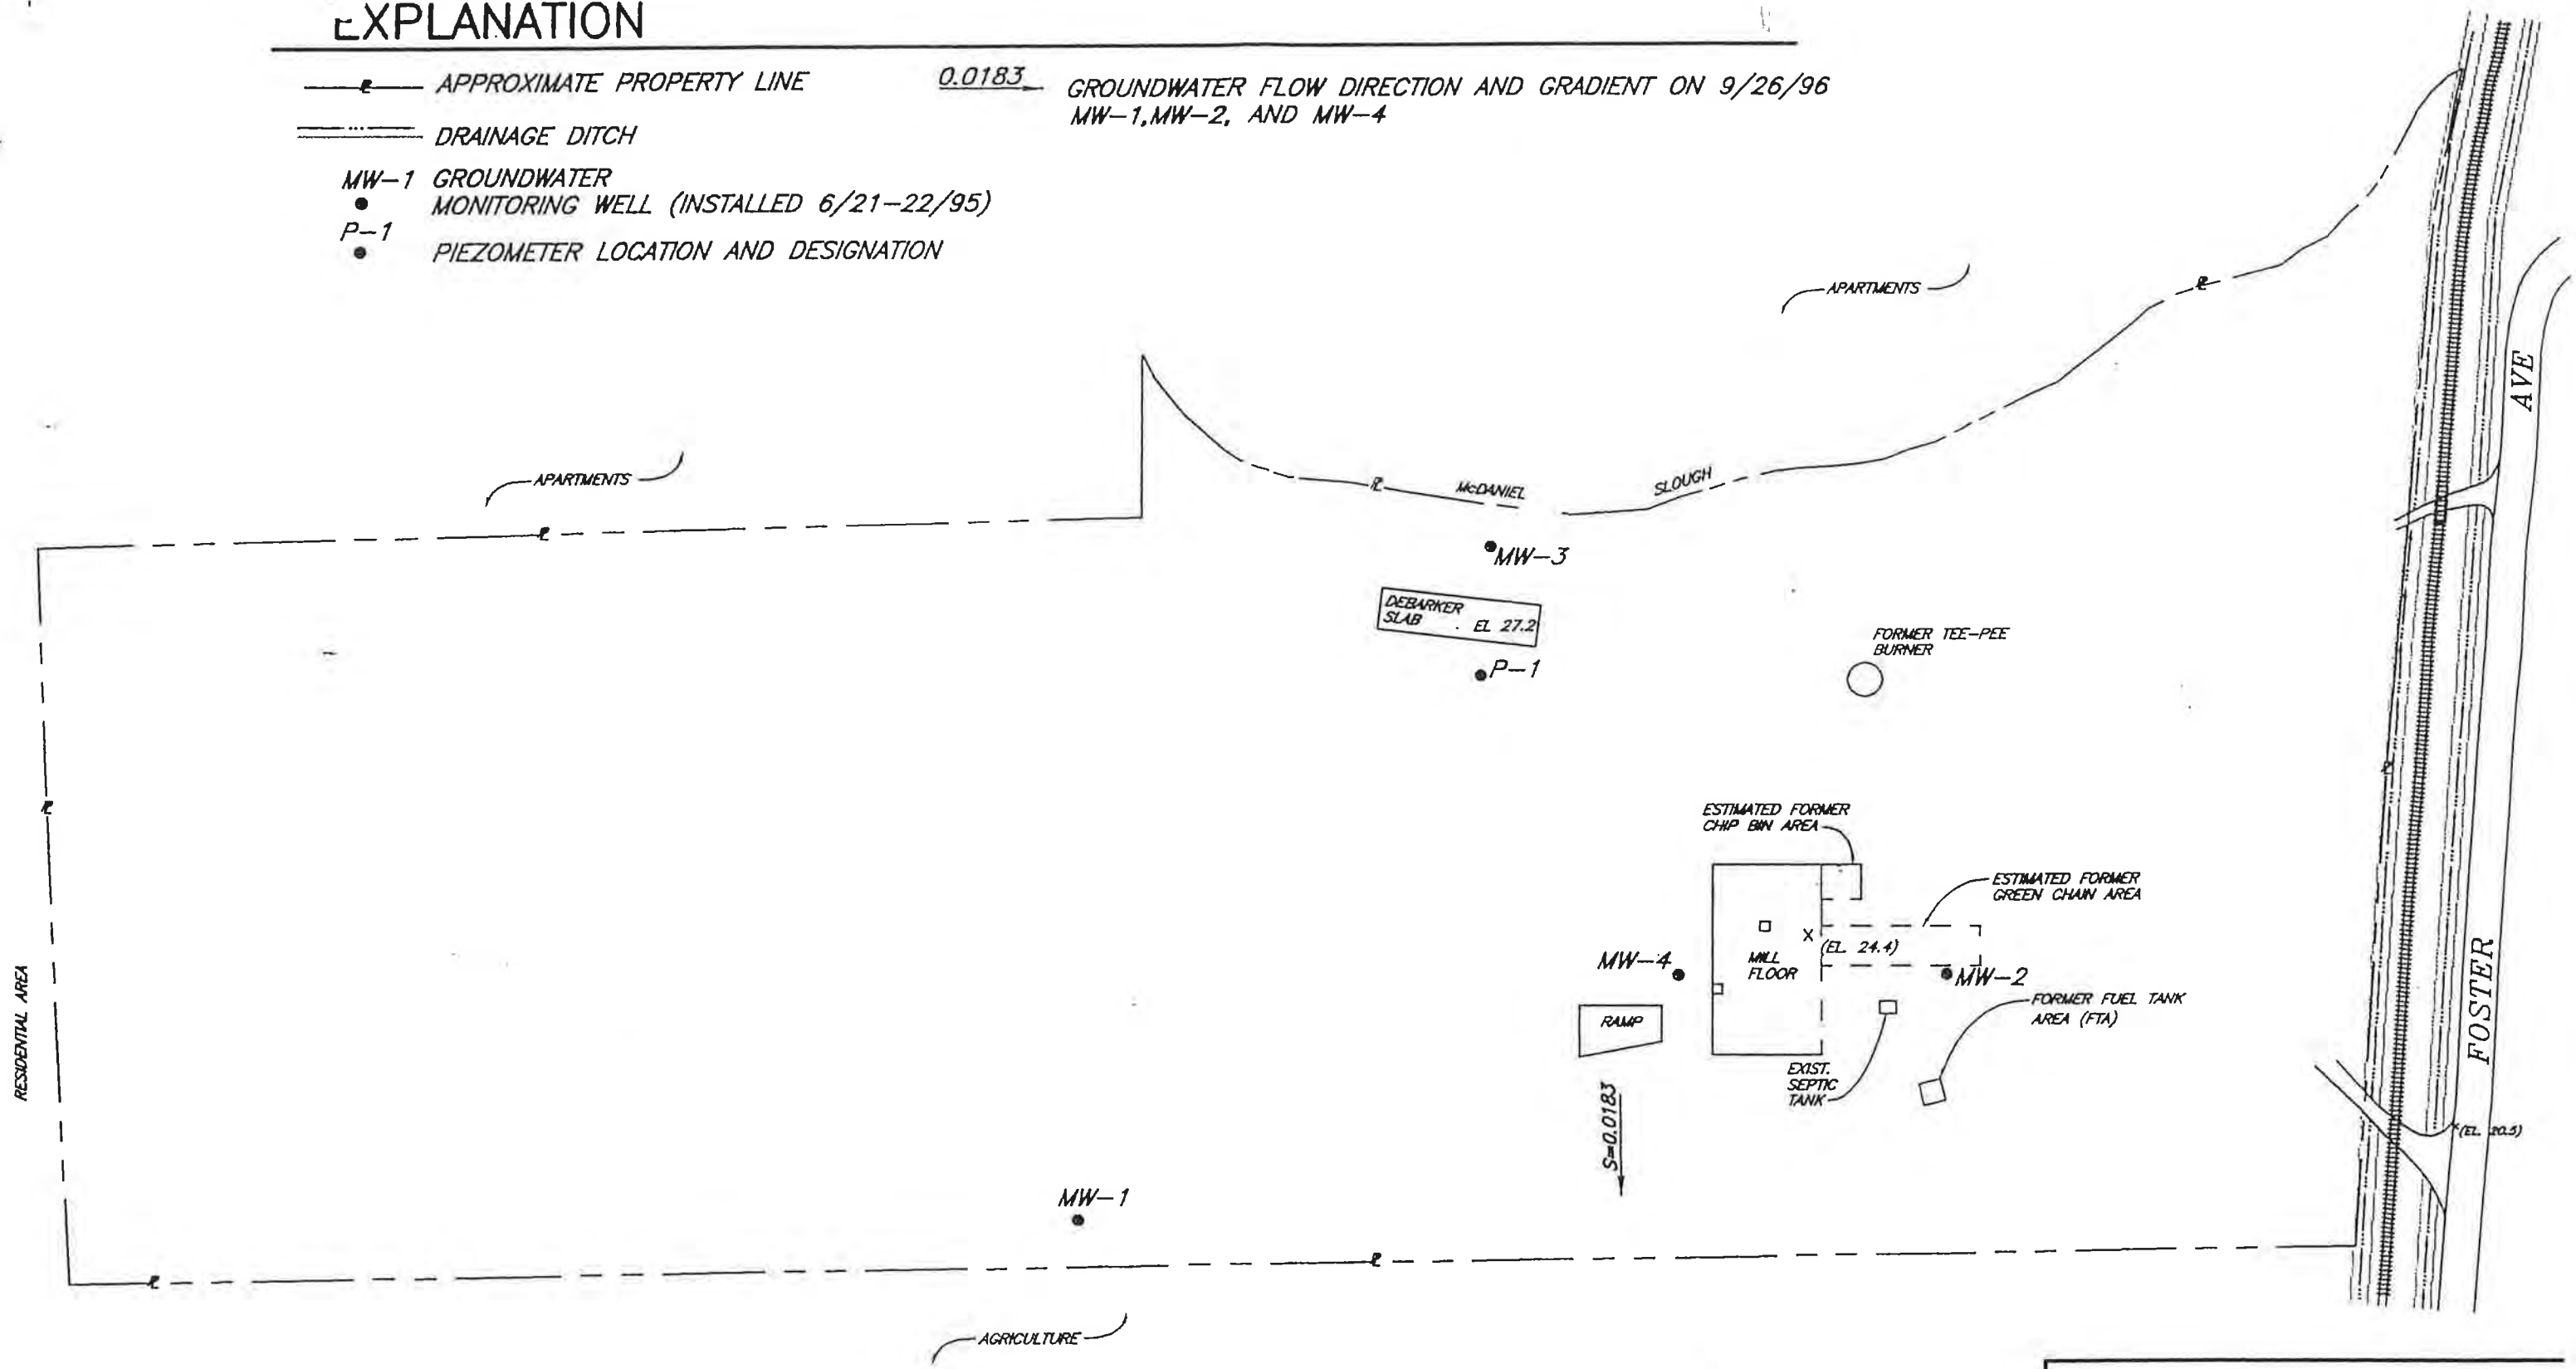 EXPLANATION
APPROXIMATE PROPERTY LINE
0.0183
GROUNDWATER FLOW DIRECTION AND GRADIENT ON 9/26/96
MW-1,MW-2, AND MW-4
DRAINAGE DITCH
MW-1 GROUNDWATER
MONITORING WELL (INSTALLED 6/21-22/95)
P-1
PIEZOMETER LOCATION AND DESIGNATION
APARTMENTS
AVE
APARTMENTS
McDANIEL
SLOUGH
MW-3
DEBARKER
SLAB . EL 27.2
P-1
FORMER TEE-PEE
BURNER
ESTIMATED FORMER
CHIP BIN AREA
ESTIMATED FORMER
GREEN CHAIN AREA
X
(EL. 24.4)
MILL
FLOOR
MW-4
MW-2
FORMER FUEL TANK
AREA (FTA)
RAMP
EXIST.
SEPTIC
TANK
FOSTER
RESIDENTIAL AREA
S=0.0183
(EL. 20.5)
MW-1
AGRICULTURE